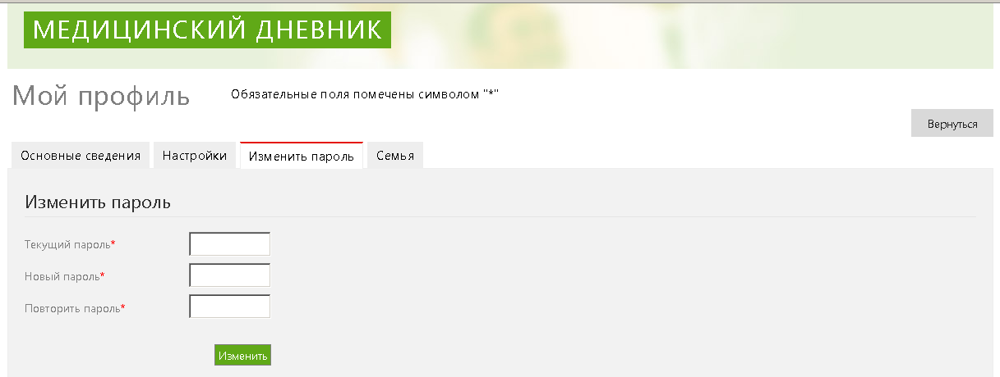 МЕДИЦИНСКИЙ ДНЕВНИК
Мой профиль
Обязательные поля помечены символом "*"
Вернуться
Основные сведения
Настройки
Изменить пароль
Семья
Изменить пароль
Текущий пароль*
Новый пароль*
Повторить пароль*
Изменить